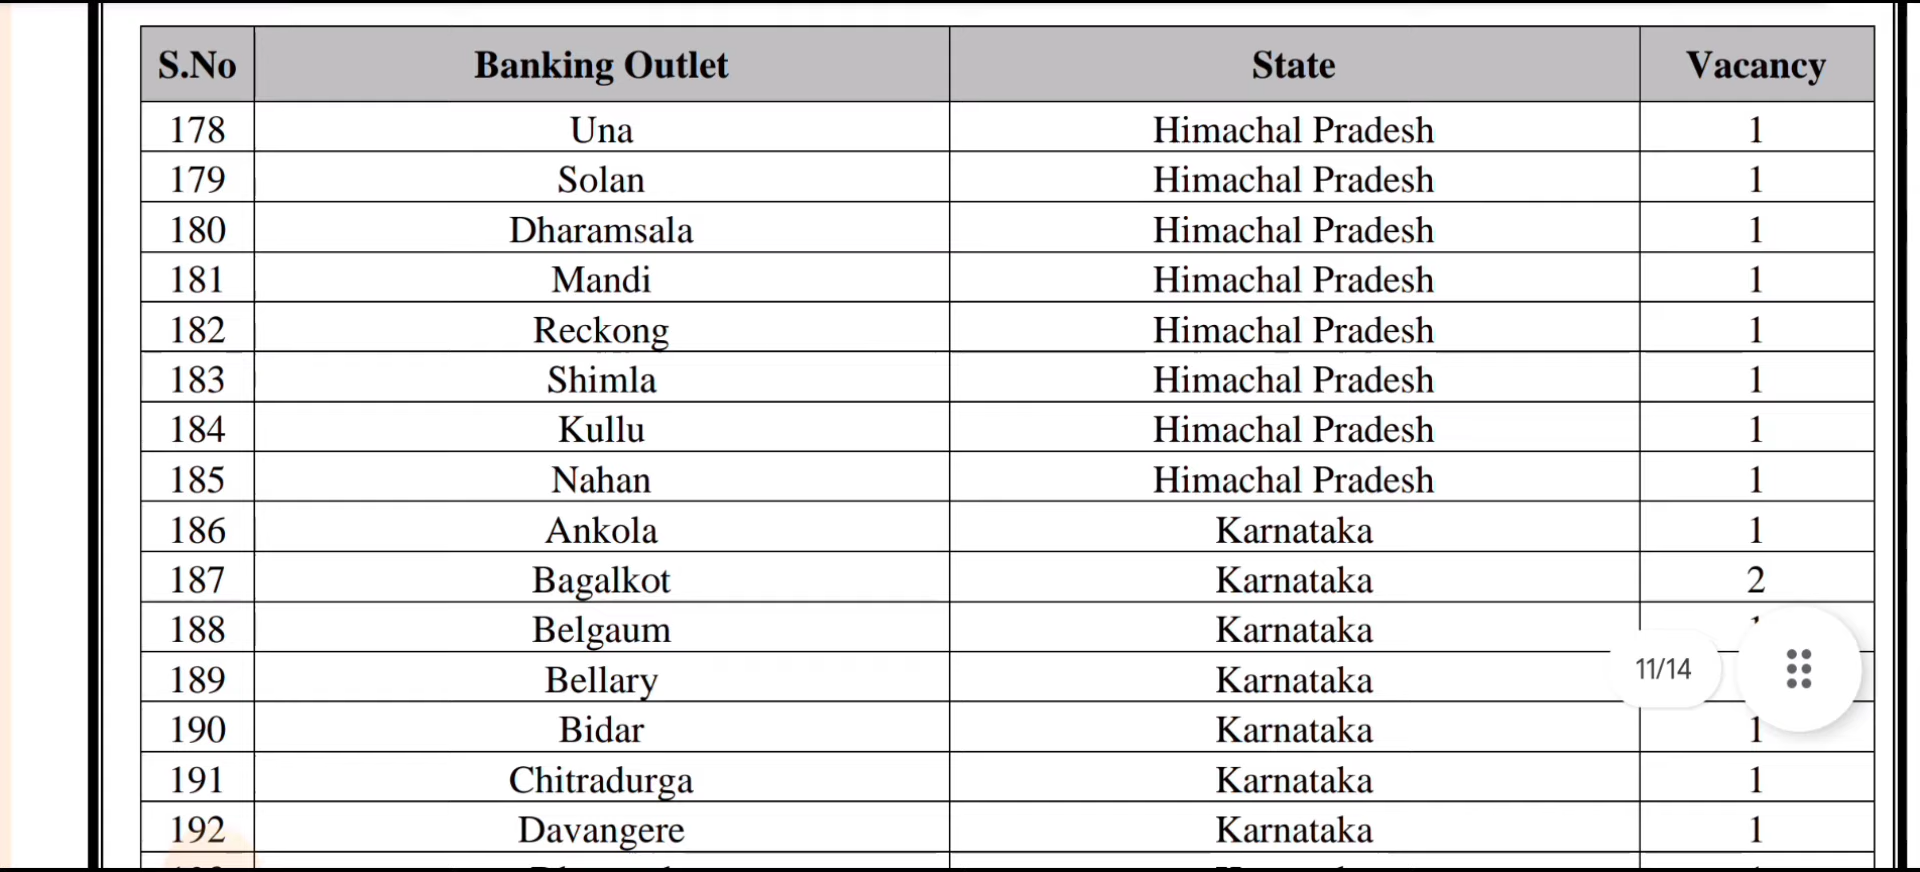 S.No Banking Outlet State Vacancy
178 Una Himachal Pradesh 1
179 Solan Himachal Pradesh 1
180 Dharamsala Himachal Pradesh 1
181 Mandi Himachal Pradesh 1
182 Reckong Himachal Pradesh 1
183 Shimla Himachal Pradesh 1
184 Kullu Himachal Pradesh 1
185 Nahan Himachal Pradesh 1
186 Ankola Karnataka 1
187 Bagalkot Karnataka 2
188 Belgaum Karnataka
189 Bellary Karnataka
11/14
190 Bidar Karnataka 1
191 Chitradurga Karnataka 1
192 Davangere Karnataka 1